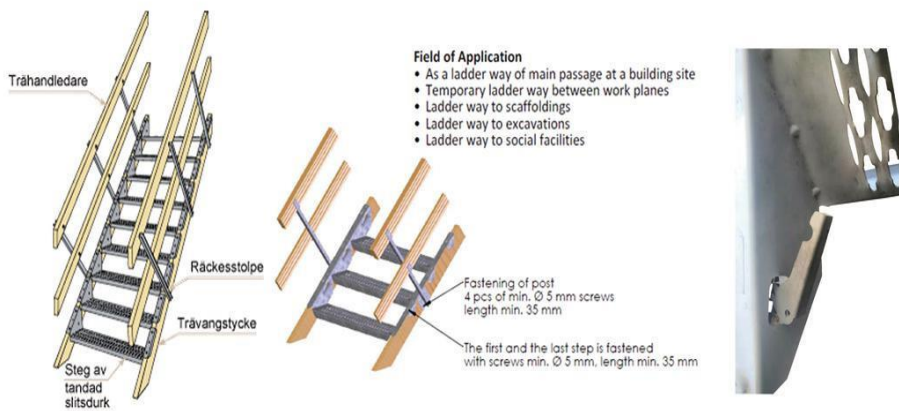 Trähandledare
Räckesstolpe
Trävangstycke
Steg av
tandad
slitsdurk
Field of Application
• As a ladder way of main passage at a building site
• Temporary ladder way between work planes
• Ladder way to scaffoldings
• Ladder way to excavations
• Ladder way to social facilities
Fastening of post
4 pcs of min. Ø 5 mm screws
length min. 35 mm
The first and the last step is fastened
with screws min. Ø 5 mm, length min. 35 mm